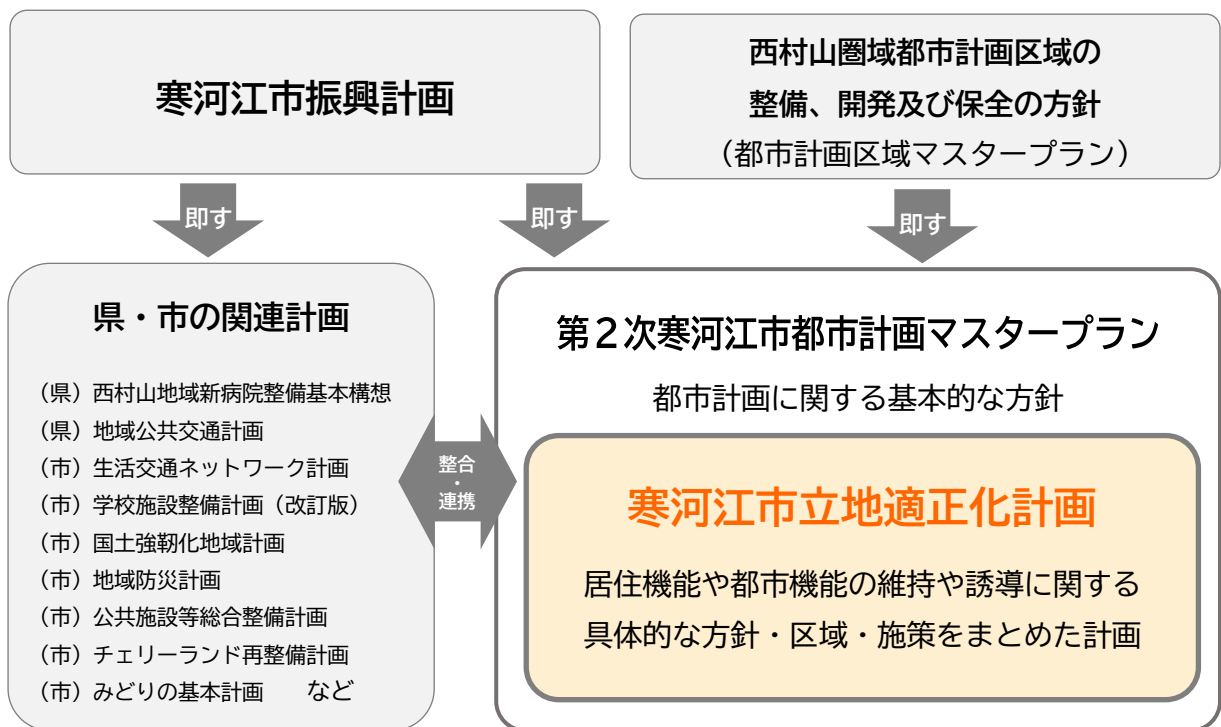 寒河江市振興計画
西村山圏域都市計画区域の
整備、開発及び保全の方針
（都市計画区域マスタープラン）
即す
即す
即す
県・市の関連計画
（県）西村山地域新病院整備基本構想
（県）地域公共交通計画
（市）生活交通ネットワーク計画
（市）学校施設整備計画（改訂版）
（市）国土強靱化地域計画
（市）地域防災計画
（市）公共施設等総合整備計画
（市）チェリーランド再整備計画
（市）みどりの基本計画　など
整合
・
連携
第２次寒河江市都市計画マスタープラン
都市計画に関する基本的な方針
寒河江市立地適正化計画
居住機能や都市機能の維持や誘導に関する
具体的な方針・区域・施策をまとめた計画